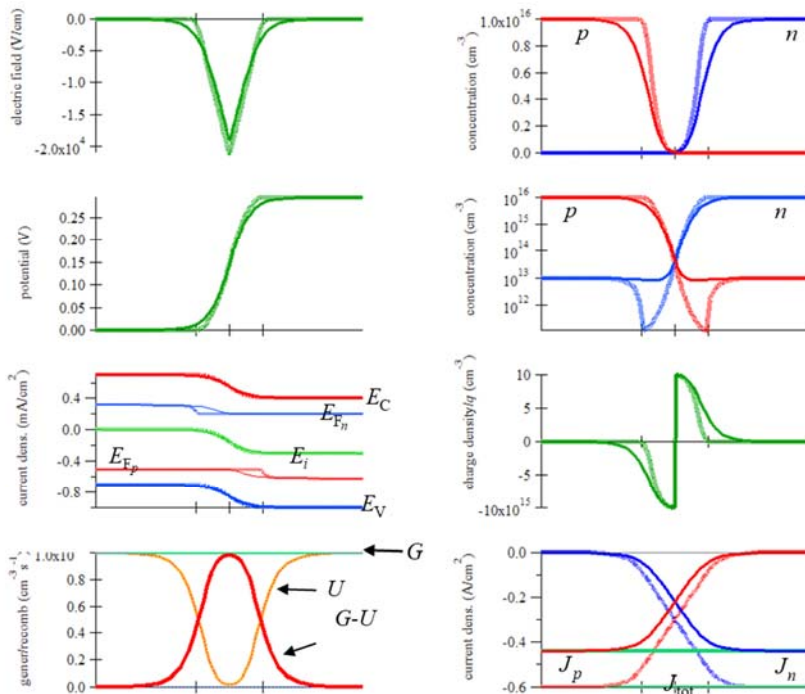 electric field (V/cm)
0.0
-0.5
-1.0
-1.5
-2.0x10⁴
concentration (cm⁻³)
1.0x10¹⁶
0.8
0.6
0.4
0.2
0.0
p
n
potential (V)
0.25
0.20
0.15
0.10
0.05
0.00
concentration (cm⁻³)
10¹⁶
10¹⁵
10¹⁴
10¹³
10¹²
p
n
current dens. (mA/cm²)
0.4
0.0
-0.4
-0.8
E_C
E_Fn
E_i
E_Fp
E_V
charge density/q (cm⁻³)
10
5
0
-5
-10x10¹⁵
gener/recomb (cm⁻³s⁻¹)
1.0x10
0.8
0.6
0.4
0.2
0.0
G
U
G-U
current dens. (A/cm²)
0.0
-0.2
-0.4
-0.6
J_p
J_tot
J_n